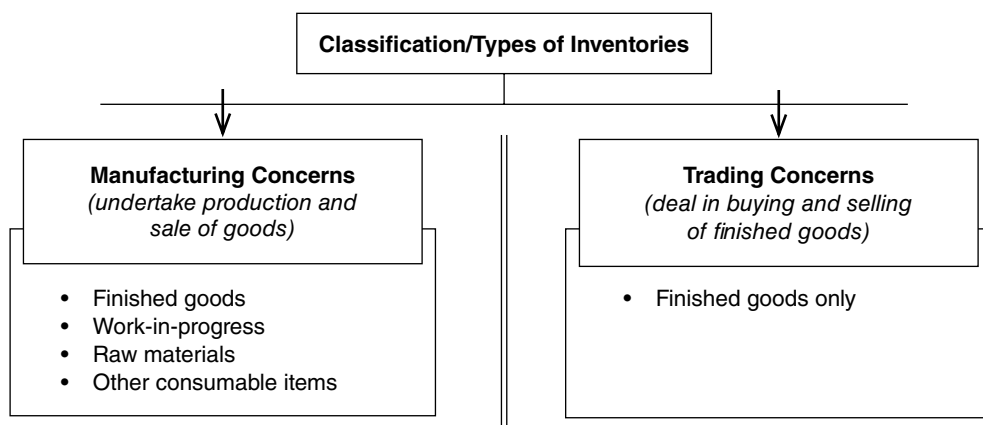 Classification/Types of Inventories
Manufacturing Concerns
(undertake production and
sale of goods)
• Finished goods
• Work-in-progress
• Raw materials
• Other consumable items
Trading Concerns
(deal in buying and selling
of finished goods)
• Finished goods only